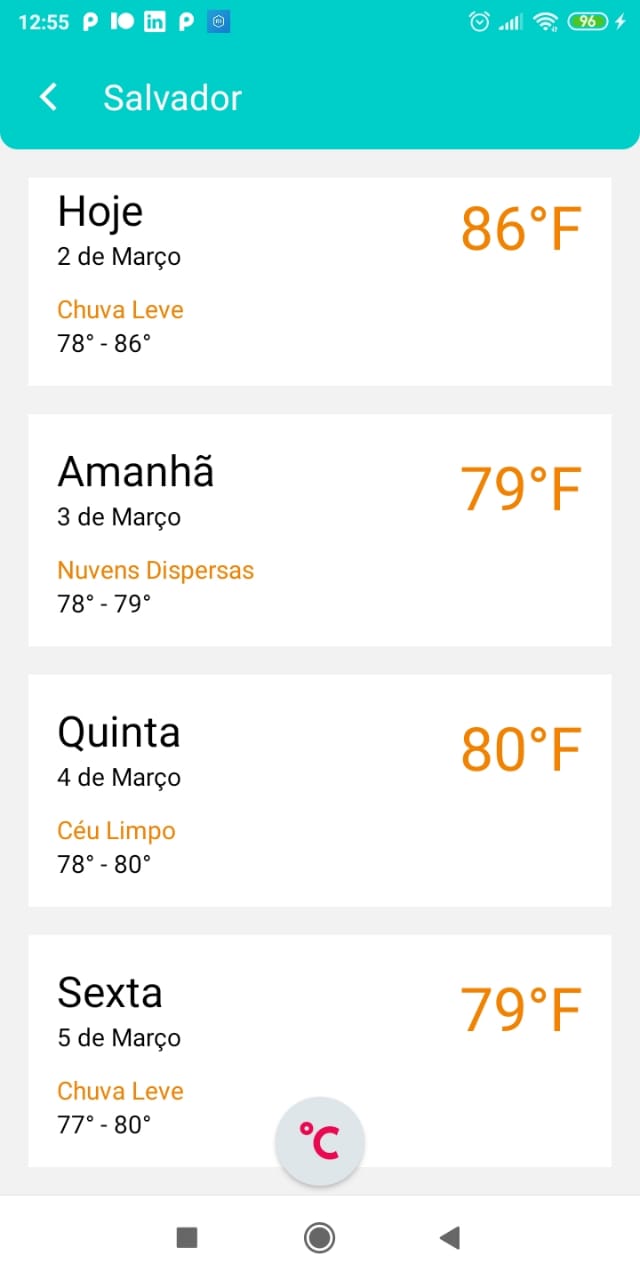 12:55
96
Salvador
Hoje
86°F
2 de Março
Chuva Leve
78° - 86°
Amanhã
79°F
3 de Março
Nuvens Dispersas
78° - 79°
Quinta
80°F
4 de Março
Céu Limpo
78° - 80°
Sexta
79°F
5 de Março
Chuva Leve
77° - 80°
°C